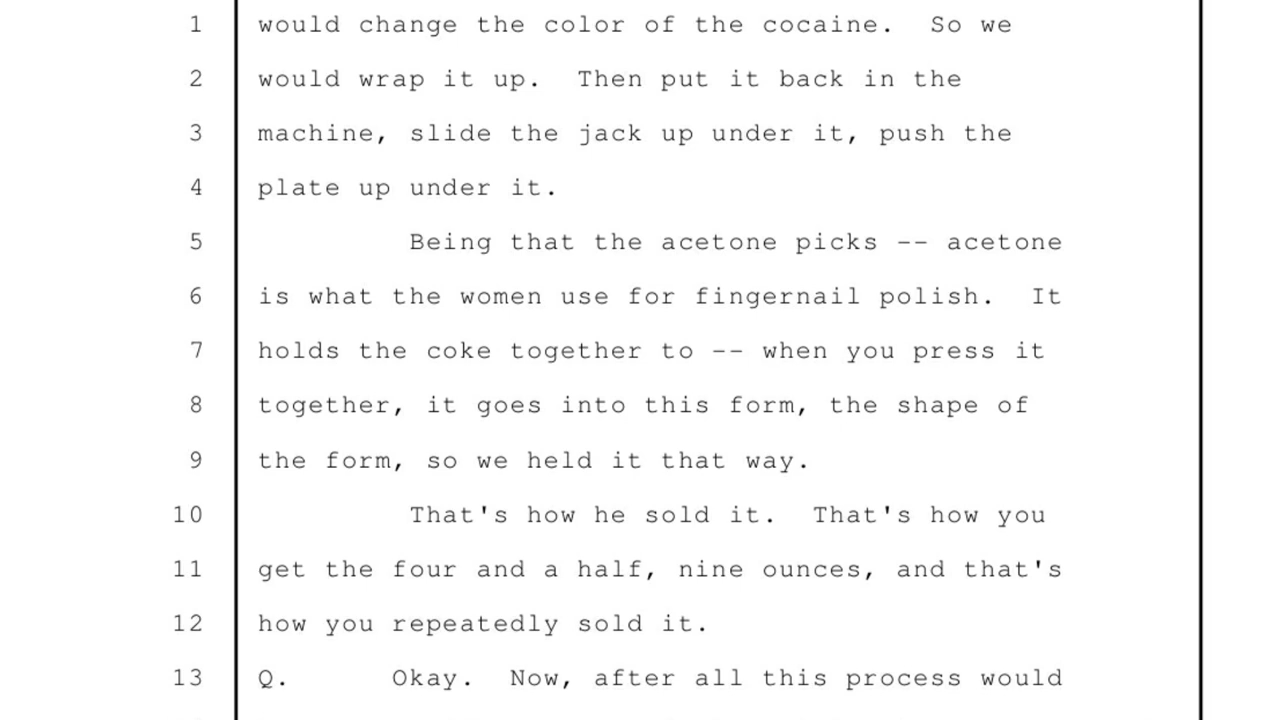 1 would change the color of the cocaine. So we
2 would wrap it up. Then put it back in the
3 machine, slide the jack up under it, push the
4 plate up under it.
5 Being that the acetone picks -- acetone
6 is what the women use for fingernail polish. It
7 holds the coke together to -- when you press it
8 together, it goes into this form, the shape of
9 the form, so we held it that way.
10 That's how he sold it. That's how you
11 get the four and a half, nine ounces, and that's
12 how you repeatedly sold it.
13 Q. Okay. Now, after all this process would